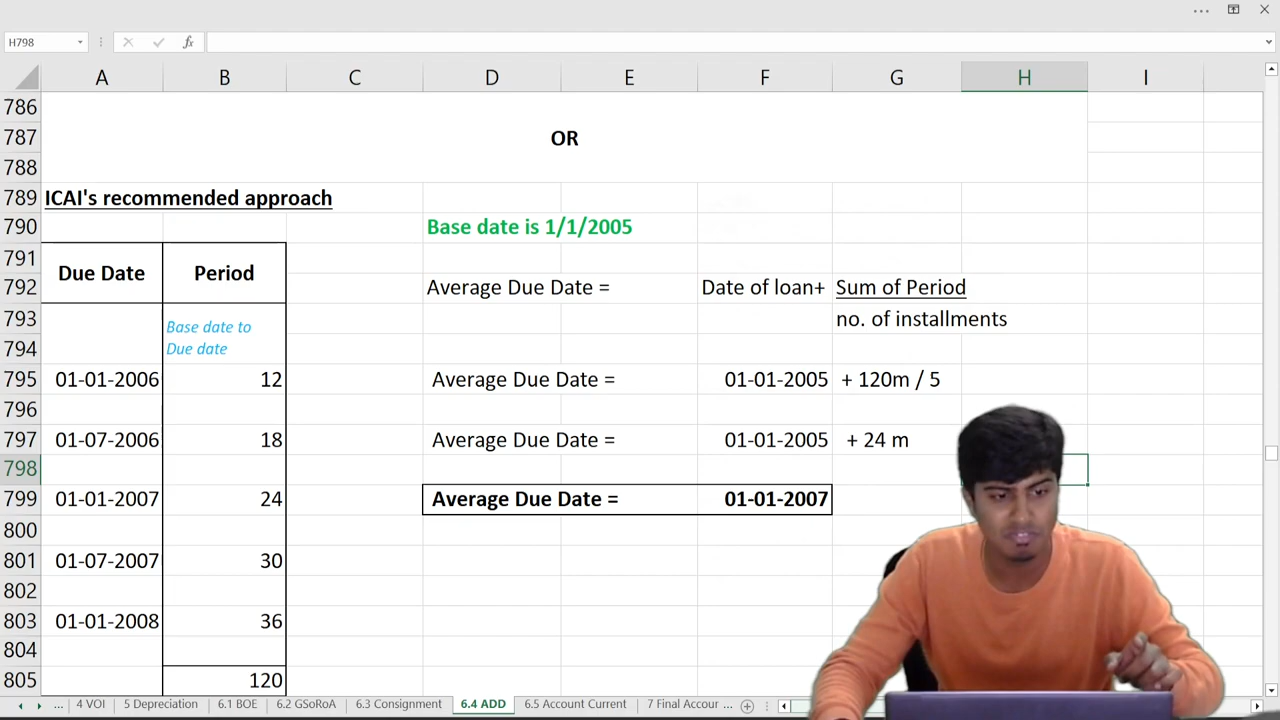 H798
fx
A B C D E F G H I
786
787 OR
788
789 ICAI's recommended approach
790 Base date is 1/1/2005
791
Due Date Period
792 Average Due Date = Date of loan+ Sum of Period
793 no. of installments
Base date to
794 Due date
795 01-01-2006 12 Average Due Date = 01-01-2005 + 120m / 5
796
797 01-07-2006 18 Average Due Date = 01-01-2005 + 24 m
798
799 01-01-2007 24 Average Due Date = 01-01-2007
800
801 01-07-2007 30
802
803 01-01-2008 36
804
805 120
... 4 VOI 5 Depreciation 6.1 BOE 6.2 GSoRoA 6.3 Consignment 6.4 ADD 6.5 Account Current 7 Final Accour ...